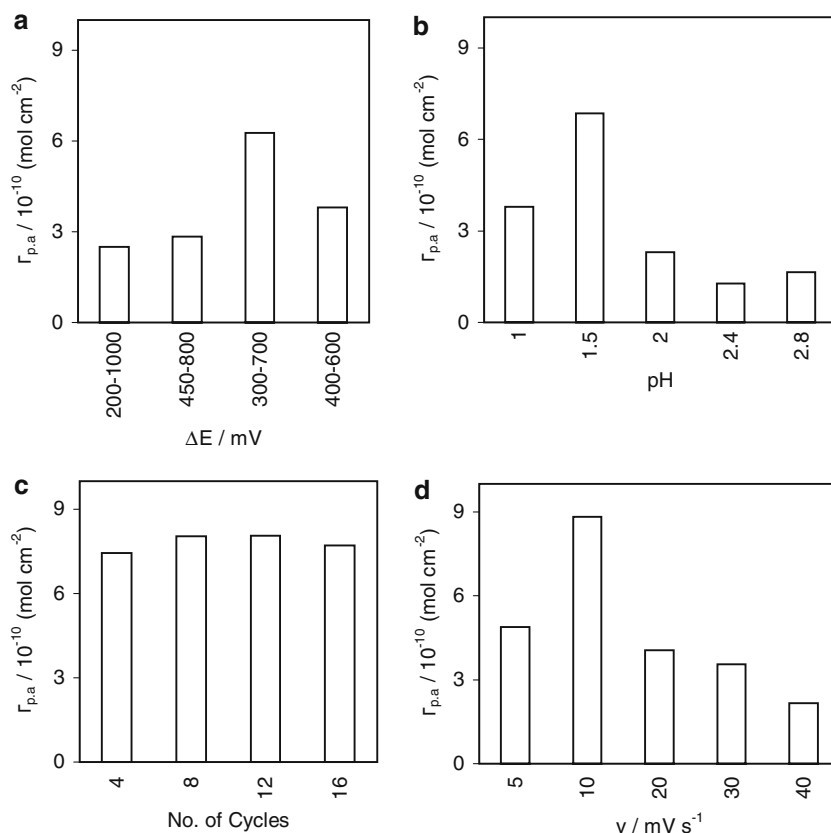 a
9
6
3
0
Γp.a / 10-10 (mol cm-2)
200-1000
450-800
300-700
400-600
ΔE / mV
b
9
6
3
0
Γp.a / 10-10 (mol cm-2)
1
1.5
2
2.4
2.8
pH
c
9
6
3
0
Γp.a / 10-10 (mol cm-2)
4
8
12
16
No. of Cycles
d
9
6
3
0
Γp.a / 10-10 (mol cm-2)
5
10
20
30
40
ν / mV s-1